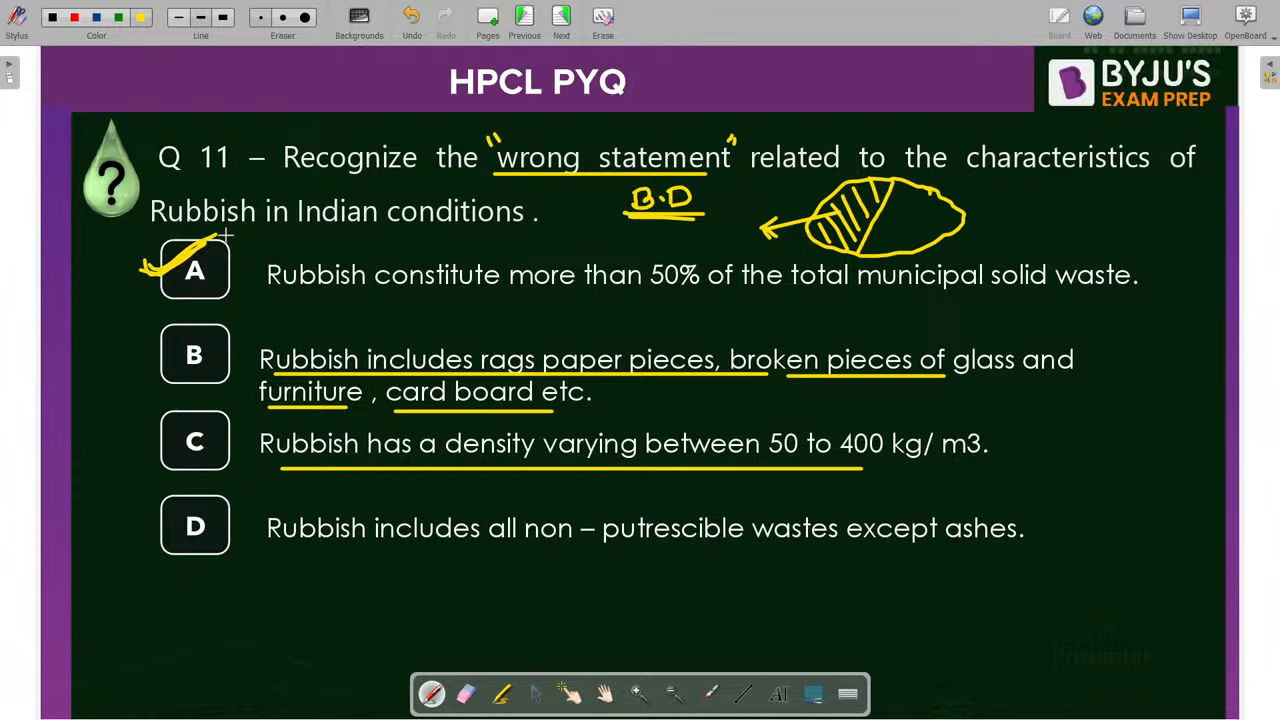 Stylus Color Line Eraser Backgrounds Undo Redo Pages Previous Next Erase Board Web Documents Show Desktop OpenBoard
HPCL PYQ
BYJU'S
EXAM PREP
?
Q 11 – Recognize the "wrong statement" related to the characteristics of
B.D
Rubbish in Indian conditions .
A
Rubbish constitute more than 50% of the total municipal solid waste.
B
Rubbish includes rags paper pieces, broken pieces of glass and
furniture , card board etc.
C
Rubbish has a density varying between 50 to 400 kg/ m3.
D
Rubbish includes all non – putrescible wastes except ashes.